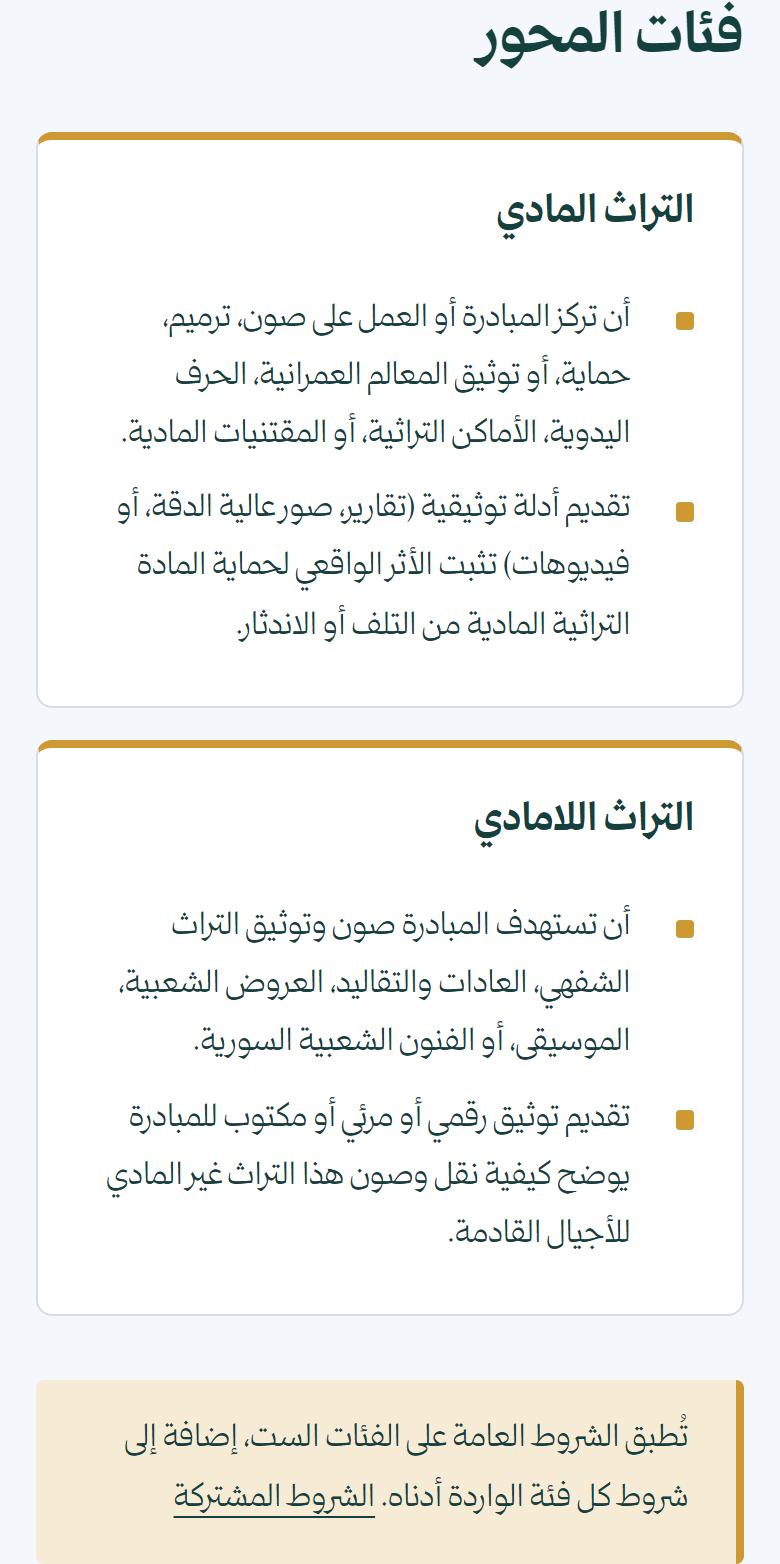 فئات المحور
التراث المادي
أن تركز المبادرة أو العمل على صون، ترميم،
حماية، أو توثيق المعالم العمرانية، الحرف
اليدوية، الأماكن التراثية، أو المقتنيات المادية.
تقديم أدلة توثيقية (تقارير، صور عالية الدقة، أو
فيديوهات) تثبت الأثر الواقعي لحماية المادة
التراثية المادية من التلف أو الاندثار.
التراث اللامادي
أن تستهدف المبادرة صون وتوثيق التراث
الشفهي، العادات والتقاليد، العروض الشعبية،
الموسيقى، أو الفنون الشعبية السورية.
تقديم توثيق رقمي أو مرئي أو مكتوب للمبادرة
يوضح كيفية نقل وصون هذا التراث غير المادي
للأجيال القادمة.
تُطبق الشروط العامة على الفئات الست، إضافة إلى
شروط كل فئة الواردة أدناه. الشروط المشتركة